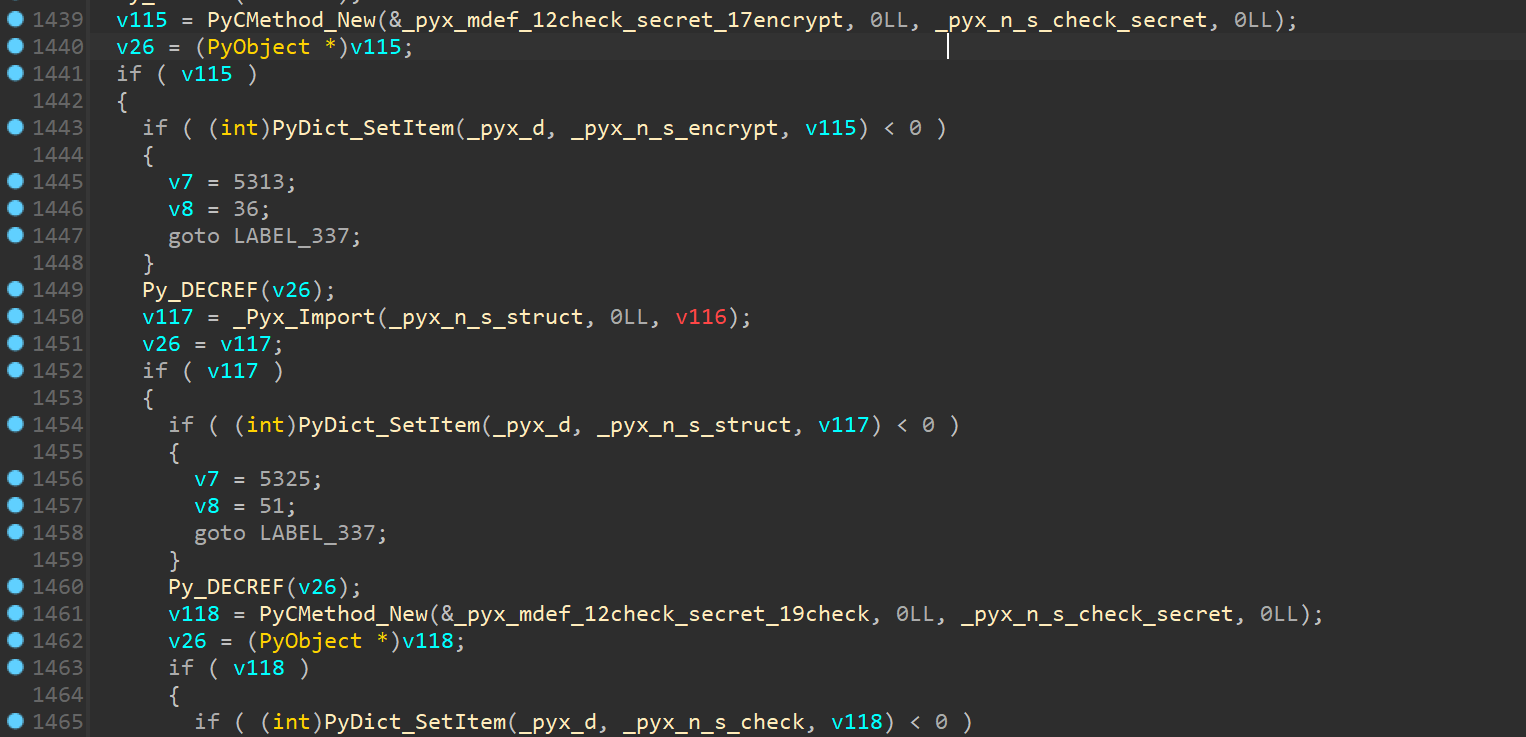 1439 v115 = PyCMethod_New(&_pyx_mdef_12check_secret_17encrypt, 0LL, _pyx_n_s_check_secret, 0LL);
1440 v26 = (PyObject *)v115;
1441 if ( v115 )
1442 {
1443 if ( (int)PyDict_SetItem(_pyx_d, _pyx_n_s_encrypt, v115) < 0 )
1444 {
1445 v7 = 5313;
1446 v8 = 36;
1447 goto LABEL_337;
1448 }
1449 Py_DECREF(v26);
1450 v117 = _Pyx_Import(_pyx_n_s_struct, 0LL, v116);
1451 v26 = v117;
1452 if ( v117 )
1453 {
1454 if ( (int)PyDict_SetItem(_pyx_d, _pyx_n_s_struct, v117) < 0 )
1455 {
1456 v7 = 5325;
1457 v8 = 51;
1458 goto LABEL_337;
1459 }
1460 Py_DECREF(v26);
1461 v118 = PyCMethod_New(&_pyx_mdef_12check_secret_19check, 0LL, _pyx_n_s_check_secret, 0LL);
1462 v26 = (PyObject *)v118;
1463 if ( v118 )
1464 {
1465 if ( (int)PyDict_SetItem(_pyx_d, _pyx_n_s_check, v118) < 0 )